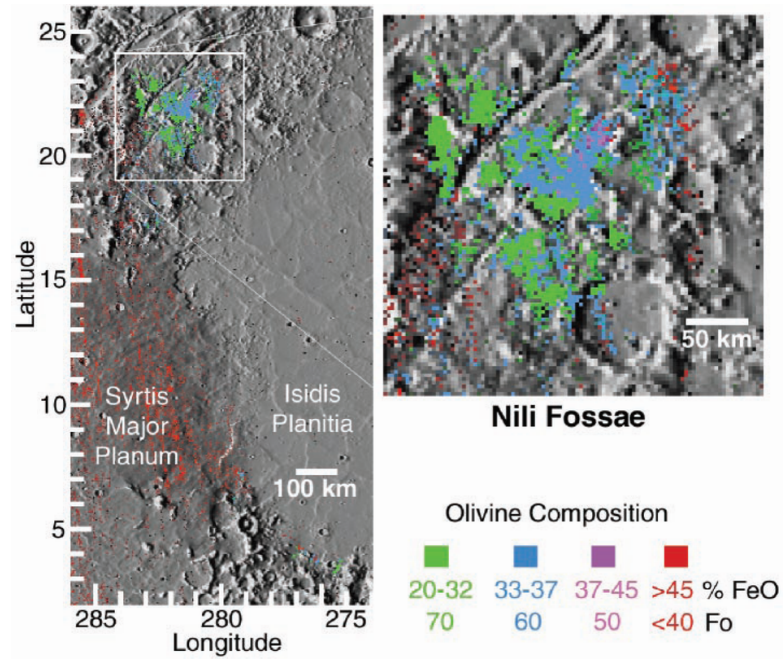 25
20
15
10
5
Latitude
Syrtis
Major
Planum
Isidis
Planitia
100 km
285
280
275
Longitude
50 km
Nili Fossae
Olivine Composition
20-32 33-37 37-45 >45 % FeO
70 60 50 <40 Fo